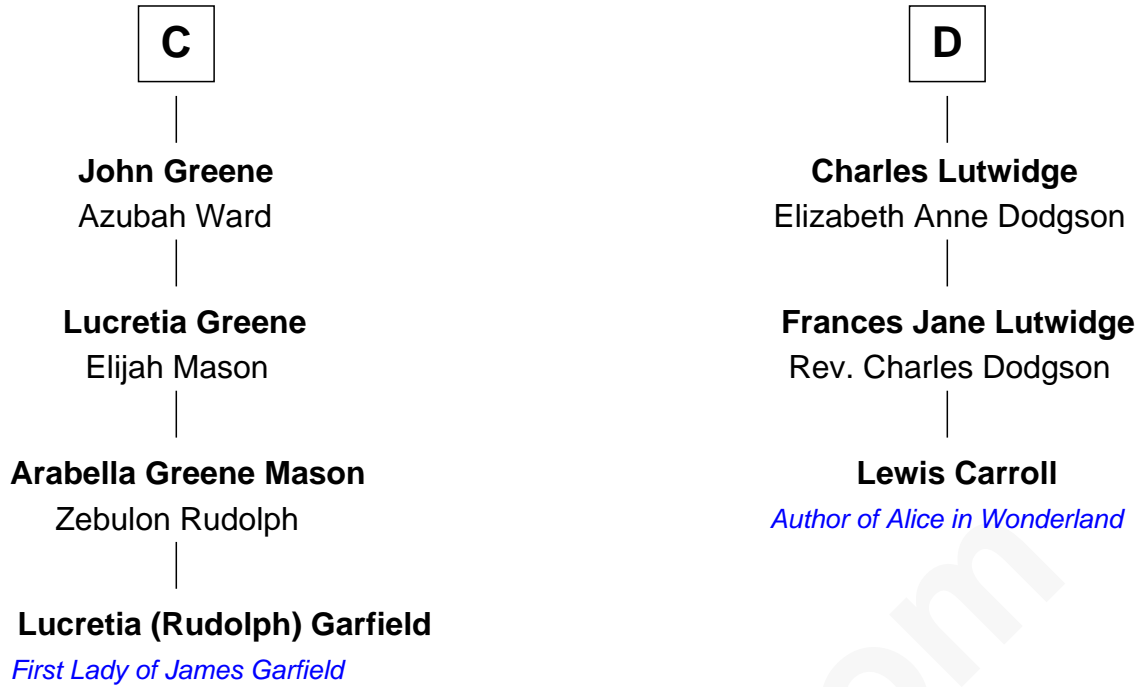 C
John Greene
Azubah Ward
Lucretia Greene
Elijah Mason
Arabella Greene Mason
Zebulon Rudolph
Lucretia (Rudolph) Garfield
First Lady of James Garfield
D
Charles Lutwidge
Elizabeth Anne Dodgson
Frances Jane Lutwidge
Rev. Charles Dodgson
Lewis Carroll
Author of Alice in Wonderland
om